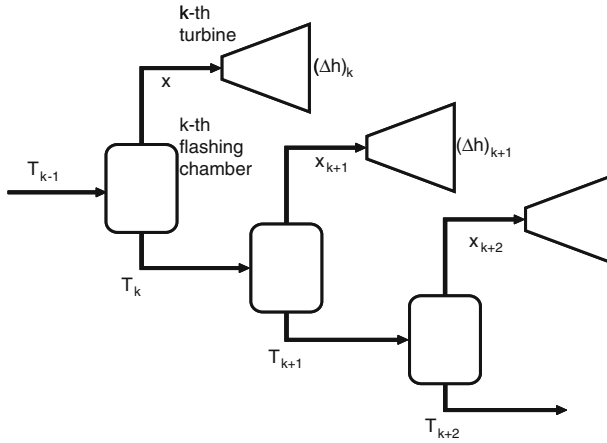 k-th
turbine
x
(Δh)k
k-th
flashing
chamber
Tk-1
xk+1
(Δh)k+1
Tk
xk+2
Tk+1
Tk+2